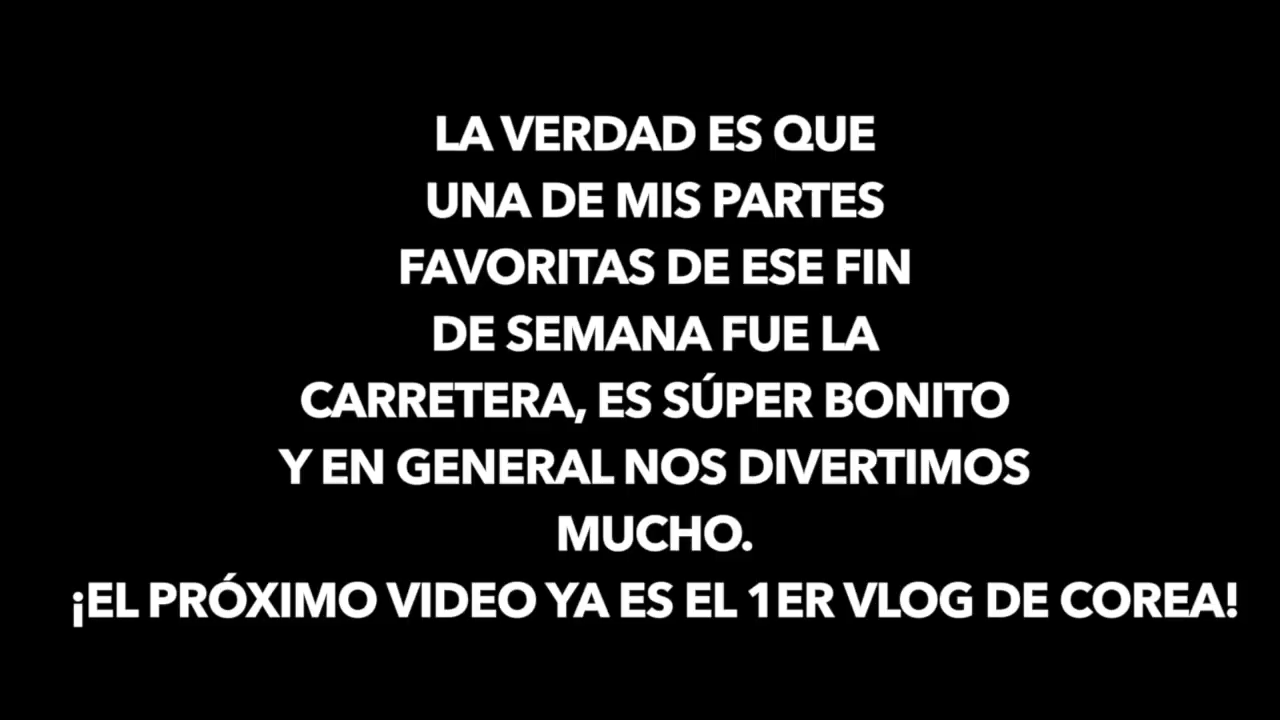 LA VERDAD ES QUE
UNA DE MIS PARTES
FAVORITAS DE ESE FIN
DE SEMANA FUE LA
CARRETERA, ES SÚPER BONITO
Y EN GENERAL NOS DIVERTIMOS
MUCHO.
¡EL PRÓXIMO VIDEO YA ES EL 1ER VLOG DE COREA!